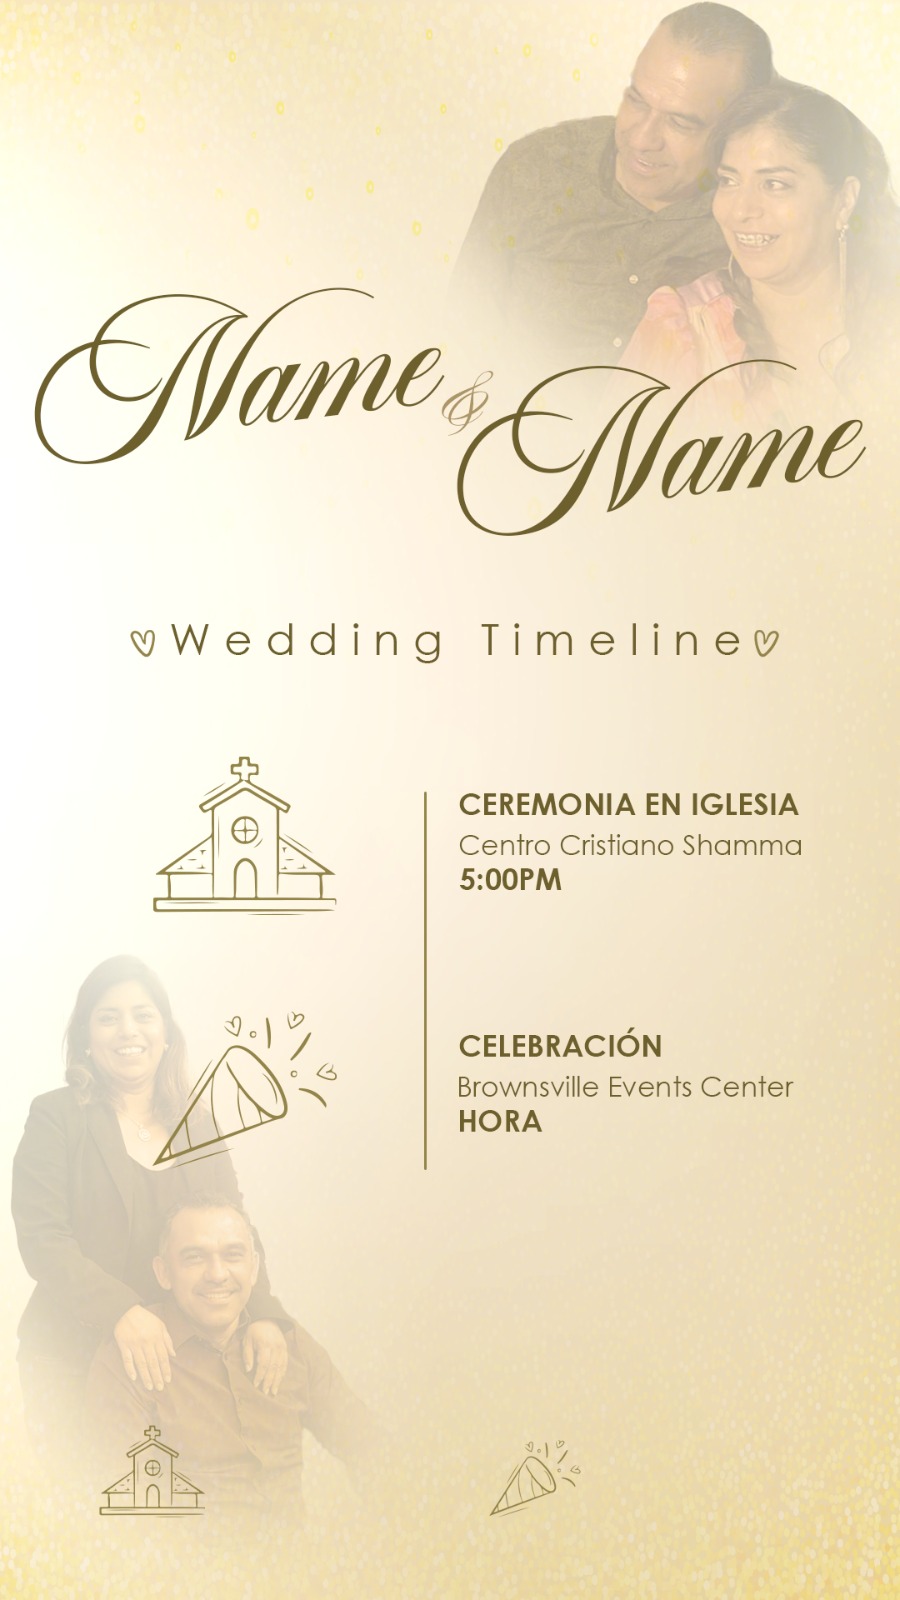 Name & Name
Wedding Timeline
CEREMONIA EN IGLESIA
Centro Cristiano Shamma
5:00PM
CELEBRACIÓN
Brownsville Events Center
HORA